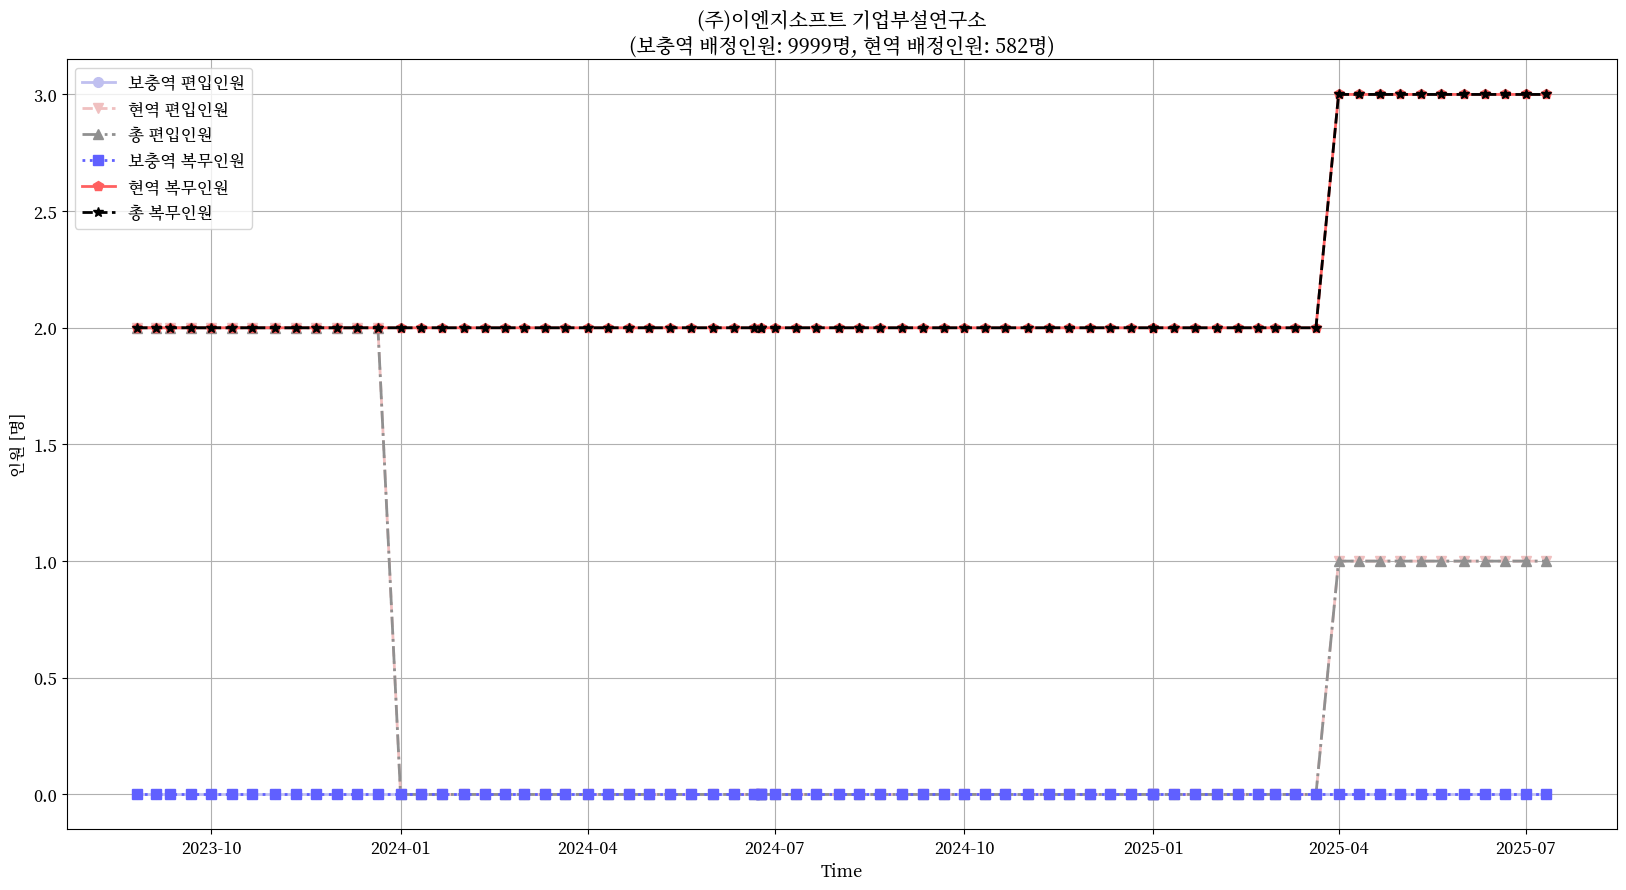 (주)이엔지소프트 기업부설연구소
(보충역 배정인원: 9999명, 현역 배정인원: 582명)
보충역 편입인원
현역 편입인원
총 편입인원
보충역 복무인원
현역 복무인원
총 복무인원
3.0
2.5
2.0
1.5
1.0
0.5
0.0
인원 [명]
2023-10
2024-01
2024-04
2024-07
2024-10
2025-01
2025-04
2025-07
Time